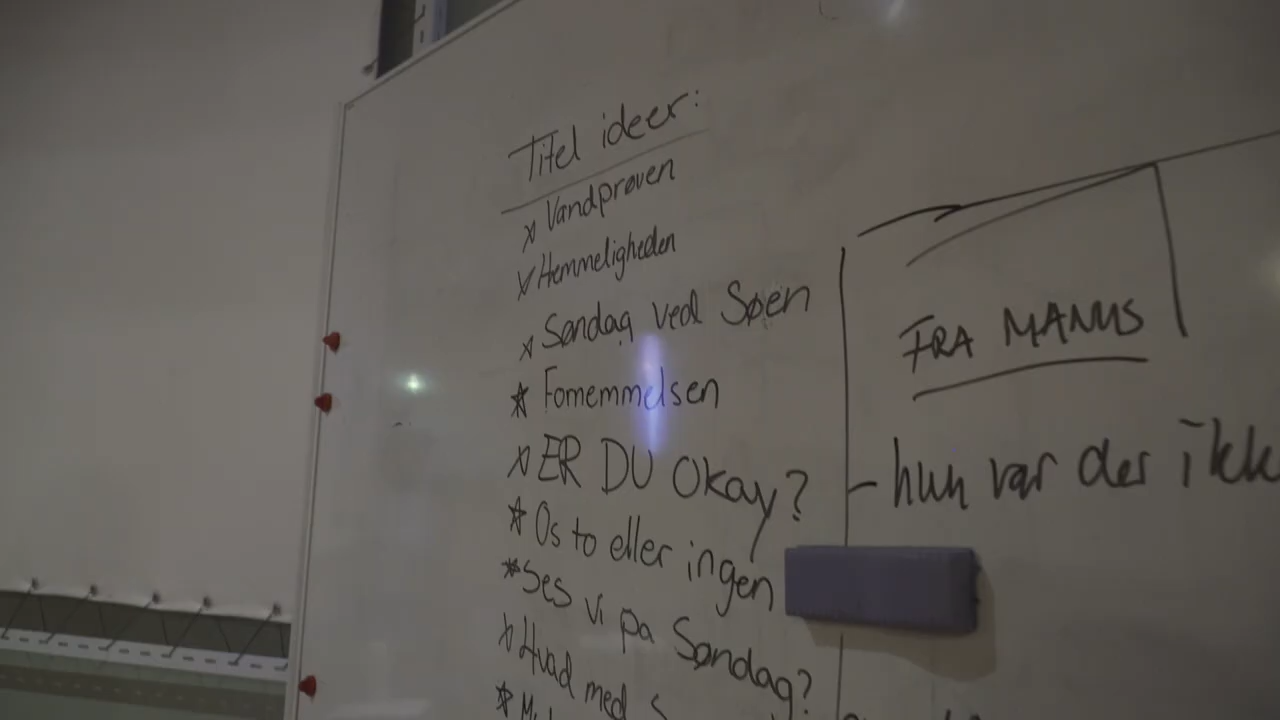 Titel ideer:
x Vandprøven
x Hemmeligheden
x Søndag ved Søen
* Fornemmelsen
x ER DU Okay?
* Os to eller ingen
* Ses vi på Søndag?
x Hvad med
FRA MANUS
- hun var der ikk